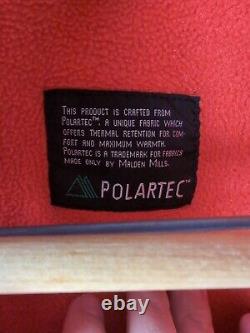 THIS PRODUCT IS CRAFTED FROM
POLARTEC™. A UNIQUE FABRIC WHICH
OFFERS THERMAL RETENTION FOR COM-
FORT AND MAXIMUM WARMTH.
POLARTEC IS A TRADEMARK FOR FABRICS
MADE ONLY BY MALDEN MILLS.
POLARTEC™